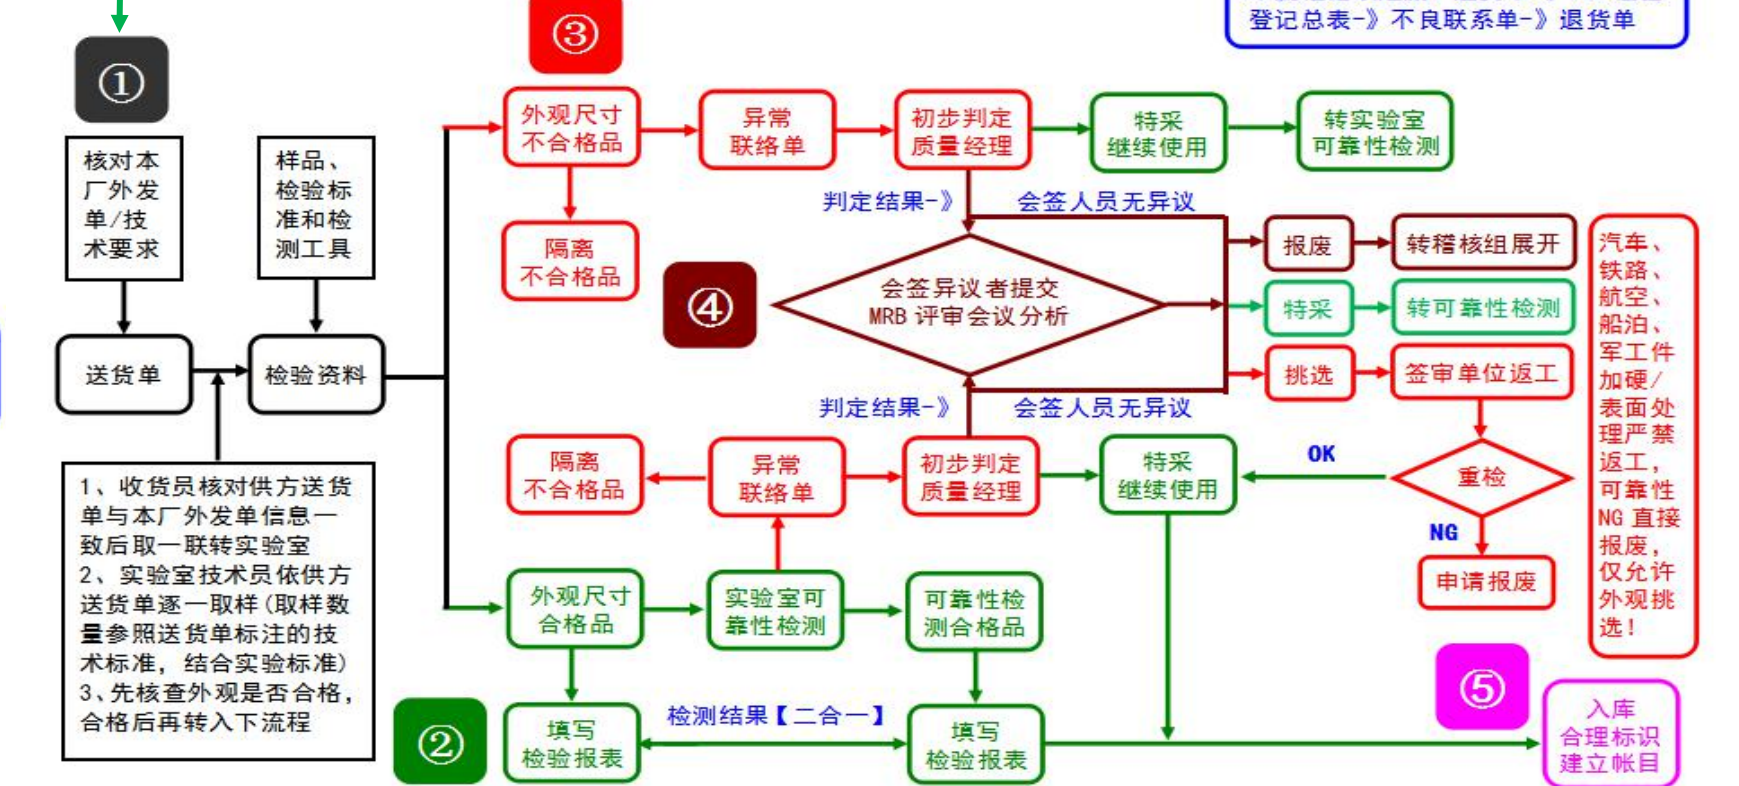 登记总表-》不良联系单-》退货单
③
①
外观尺寸
不合格品
异常
联络单
初步判定
质量经理
特采
继续使用
转实验室
可靠性检测
核对本
厂外发
单/技
术要求
样品、
检验标
准和检
测工具
判定结果-》
会签人员无异议
隔离
不合格品
报废
转稽核组展开
④
会签异议者提交
MRB 评审会议分析
特采
转可靠性检测
送货单
检验资料
挑选
签审单位返工
判定结果-》
会签人员无异议
汽车、
铁路、
航空、
船泊、
军工件
加硬/
表面处
理严禁
返工，
可靠性
NG 直接
报废，
仅允许
外观挑
选！
隔离
不合格品
异常
联络单
初步判定
质量经理
特采
继续使用
OK
重检
NG
申请报废
1、收货员核对供方送货
单与本厂外发单信息一
致后取一联转实验室
2、实验室技术员依供方
送货单逐一取样(取样数
量参照送货单标注的技
术标准，结合实验标准)
3、先核查外观是否合格，
合格后再转入下流程
外观尺寸
合格品
实验室可
靠性检测
可靠性检
测合格品
②
填写
检验报表
检测结果【二合一】
填写
检验报表
⑤
入库
合理标识
建立帐目